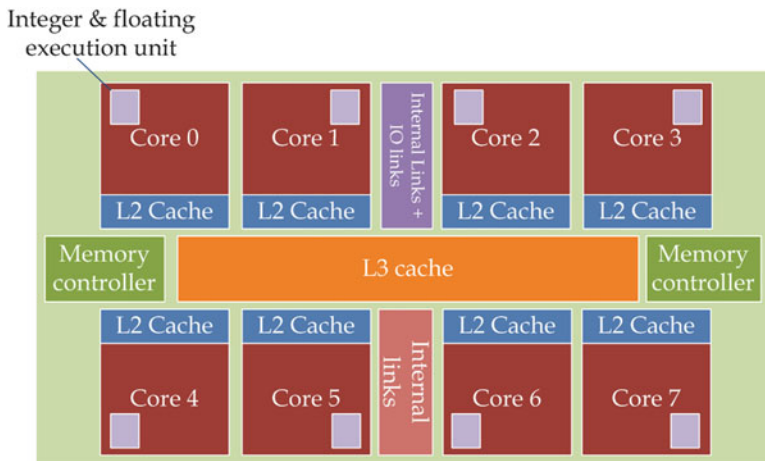 Integer & floating
execution unit
Core 0
Core 1
Internal Links +
IO links
Core 2
Core 3
L2 Cache
L2 Cache
L2 Cache
L2 Cache
Memory
controller
L3 cache
Memory
controller
L2 Cache
L2 Cache
Internal
links
L2 Cache
L2 Cache
Core 4
Core 5
Core 6
Core 7